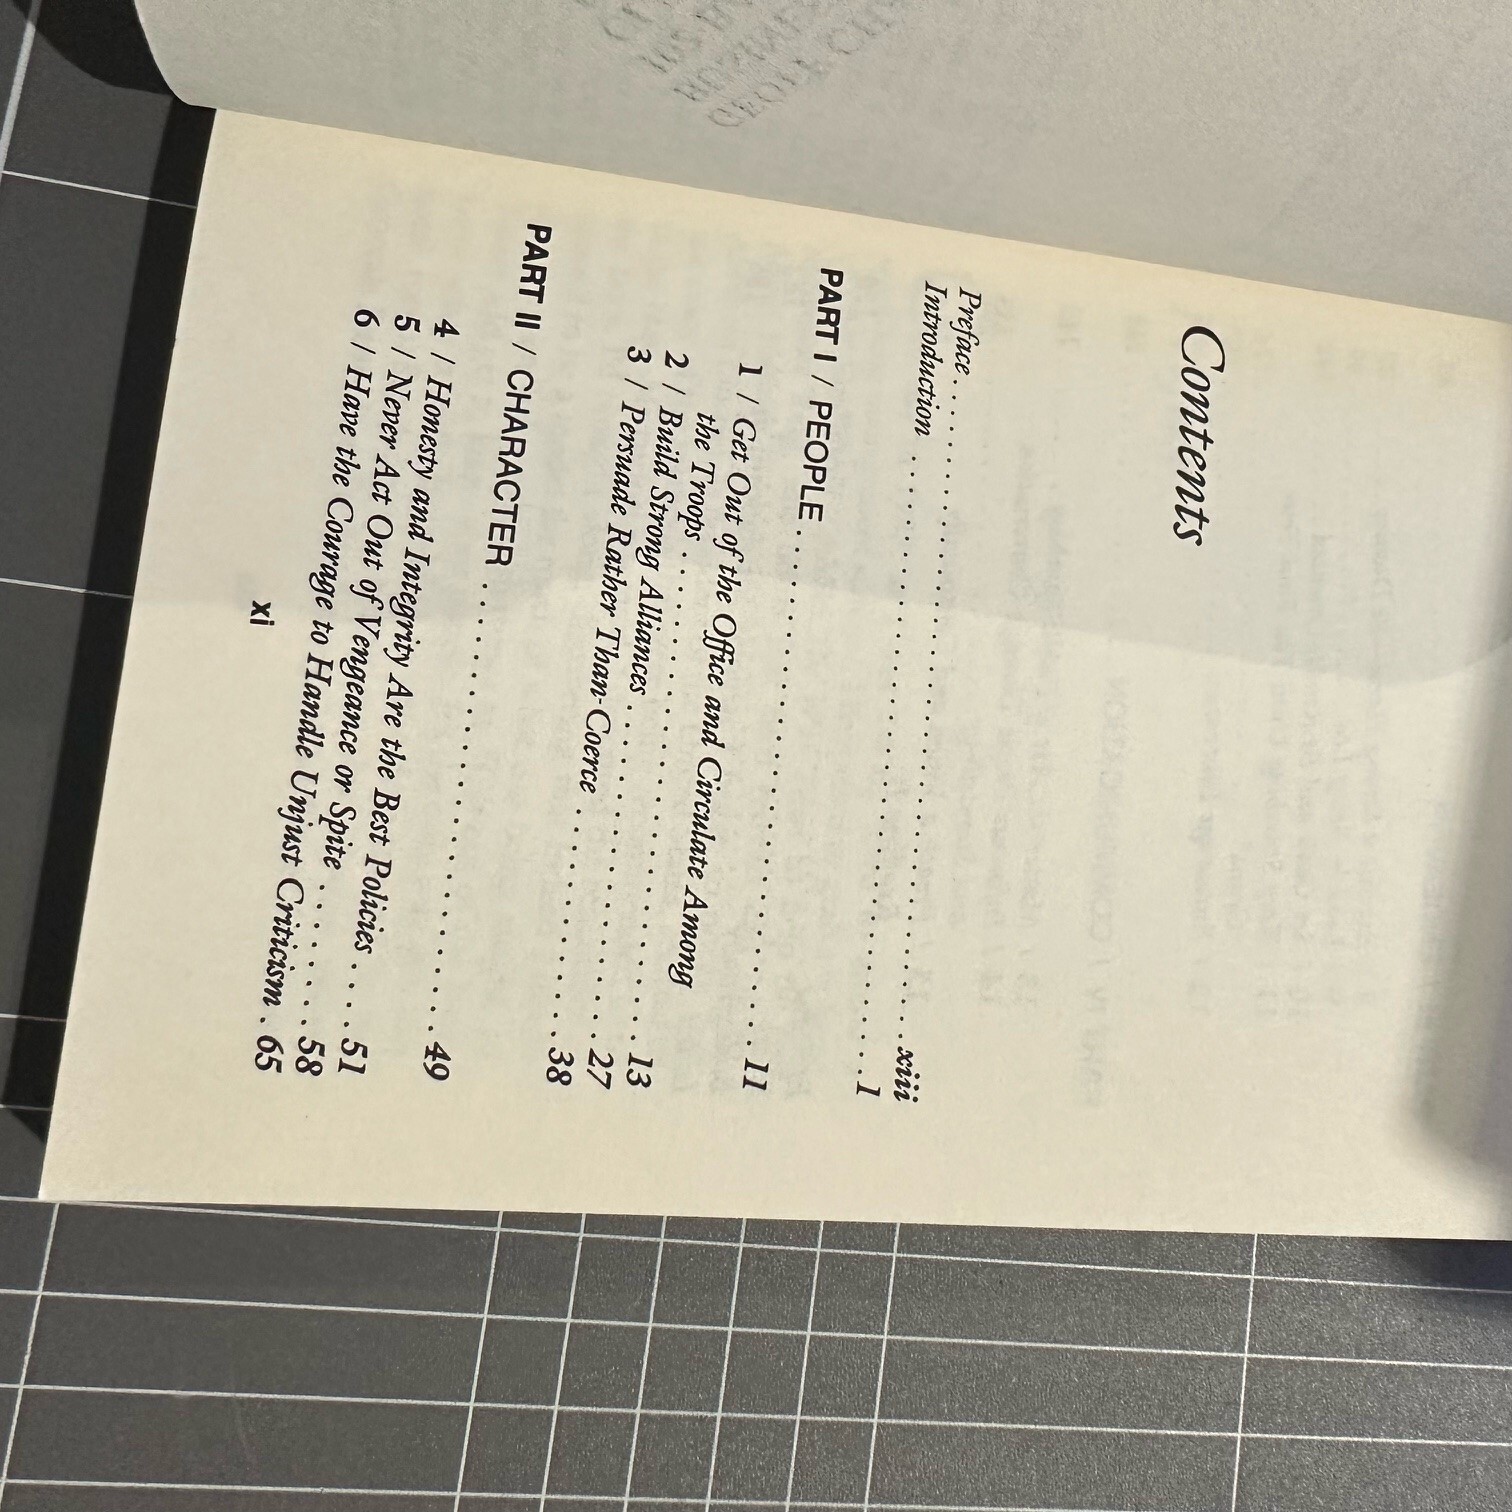 Contents
Preface . . . . . . . . . . . . . . . . . . . . . . . . . . . . . . . xiii
Introduction . . . . . . . . . . . . . . . . . . . . . . . . . . . . . 1
PART I / PEOPLE . . . . . . . . . . . . . . . . . . . . . . . . 11
1 / Get Out of the Office and Circulate Among
the Troops . . . . . . . . . . . . . . . . . . . . . . . . 13
2 / Build Strong Alliances . . . . . . . . . . . . . . . . 27
3 / Persuade Rather Than Coerce . . . . . . . . . . . 38
PART II / CHARACTER . . . . . . . . . . . . . . . . . . . . . 49
4 / Honesty and Integrity Are the Best Policies . . . . 51
5 / Never Act Out of Vengeance or Spite . . . . . . . 58
6 / Have the Courage to Handle Unjust Criticism . 65
xi